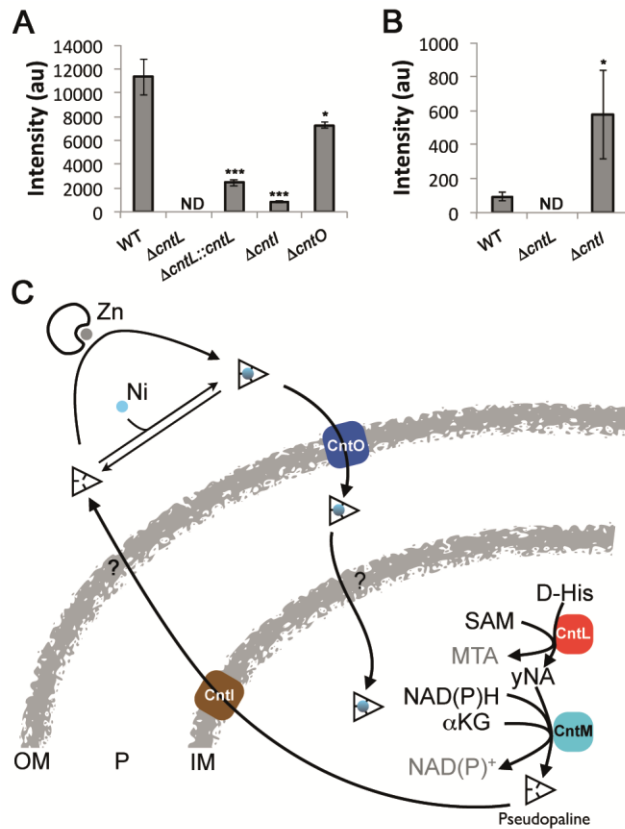 A
Intensity (au)
14000
12000
10000
8000
6000
4000
2000
0
ND
***
***
*
WT
ΔcntL
ΔcntL::cntL
ΔcntI
ΔcntO
B
Intensity (au)
1000
800
600
400
200
0
ND
*
WT
ΔcntL
ΔcntI
C
Zn
Ni
CntO
?
?
D-His
SAM
CntL
MTA
yNA
NAD(P)H
αKG
CntM
NAD(P)+
CntI
OM
P
IM
Pseudopaline